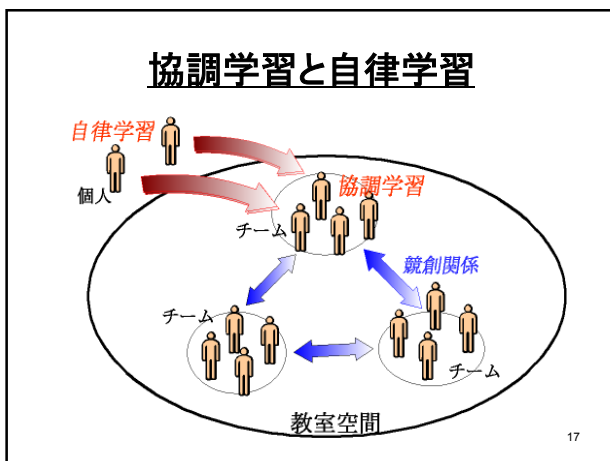 協調学習と自律学習
自律学習
個人
協調学習
チーム
競創関係
チーム
チーム
教室空間
17